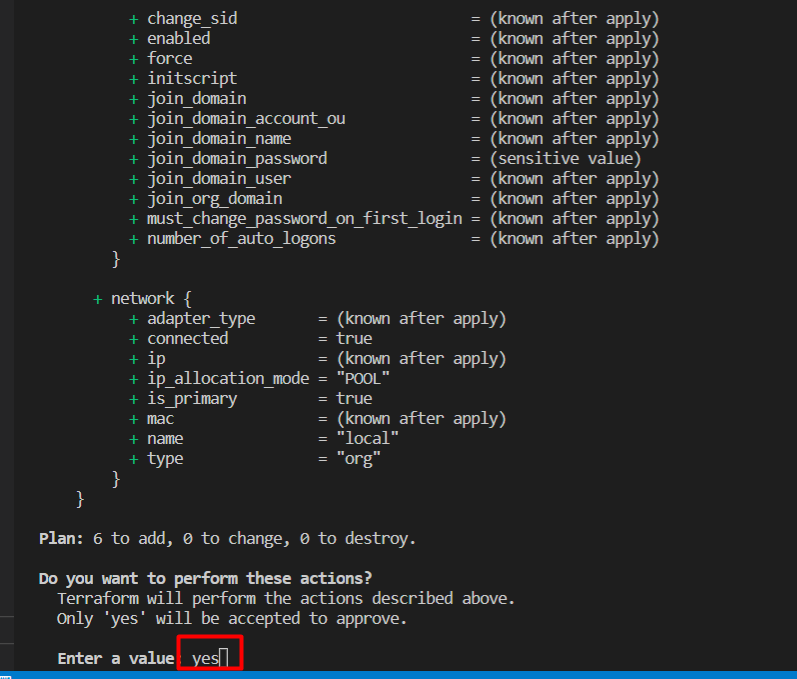 + change_sid                          = (known after apply)
+ enabled                             = (known after apply)
+ force                               = (known after apply)
+ initscript                          = (known after apply)
+ join_domain                         = (known after apply)
+ join_domain_account_ou              = (known after apply)
+ join_domain_name                    = (known after apply)
+ join_domain_password                = (sensitive value)
+ join_domain_user                    = (known after apply)
+ join_org_domain                     = (known after apply)
+ must_change_password_on_first_login = (known after apply)
+ number_of_auto_logons               = (known after apply)
}
+ network {
+ adapter_type       = (known after apply)
+ connected          = true
+ ip                 = (known after apply)
+ ip_allocation_mode = "POOL"
+ is_primary         = true
+ mac                = (known after apply)
+ name               = "local"
+ type               = "org"
}
}
Plan: 6 to add, 0 to change, 0 to destroy.
Do you want to perform these actions?
Terraform will perform the actions described above.
Only 'yes' will be accepted to approve.
Enter a value: yes